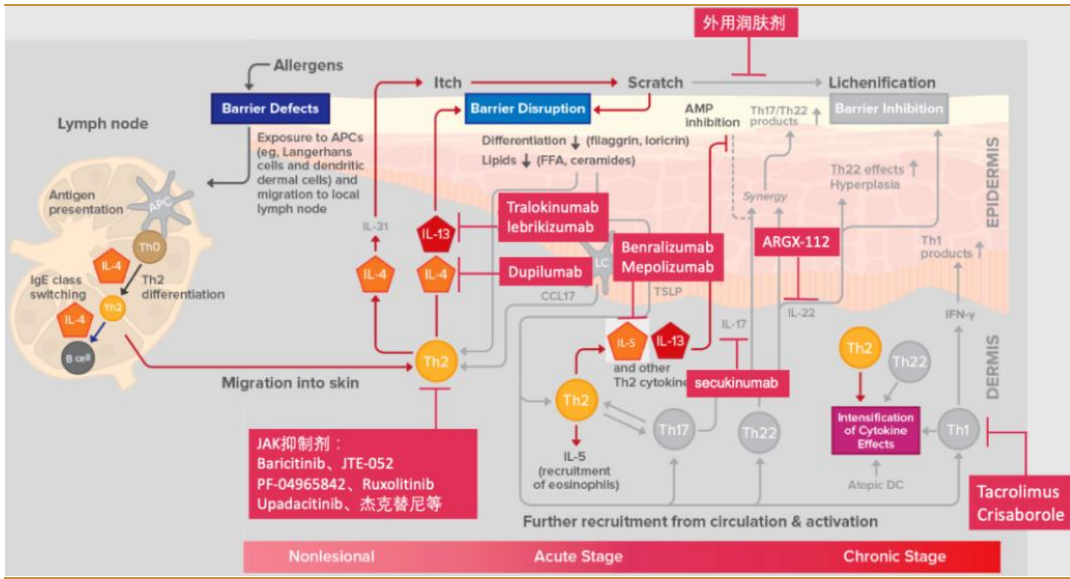 外用润肤剂
Allergens
Itch
Scratch
Lichenification
Barrier Defects
Barrier Disruption
AMP
inhibition
Th17/Th22
products
Barrier Inhibition
Lymph node
Exposure to APCs
(eg, Langerhans
cells and dendritic
dermal cells) and
migration to local
lymph node
Differentiation ↓ (filaggrin, loricrin)
Lipids ↓ (FFA, ceramides)
Th22 effects
Hyperplasia
EPIDERMIS
Antigen
presentation
APC
Th0
IL-4
IgE class
switching
Th2
differentiation
IL-4
Th2
B cell
IL-31
IL-13
IL-4
IL-4
Tralokinumab
lebrikizumab
Dupilumab
Synergy
Benralizumab
Mepolizumab
ARGX-112
Th1
products
LC
CCL17
TSLP
IL-17
IL-22
IFN-γ
DERMIS
Th2
IL-5
IL-13
and other
Th2 cytokine
secukinumab
Th2
Th22
Migration into skin
Th2
Th17
Th22
Intensification
of Cytokine
Effects
Th1
IL-5
(recruitment
of eosinophils)
Atopic DC
JAK抑制剂：
Baricitinib、JTE-052
PF-04965842、Ruxolitinib
Upadacitinib、杰克替尼等
Tacrolimus
Crisaborole
Further recruitment from circulation & activation
Nonlesional
Acute Stage
Chronic Stage